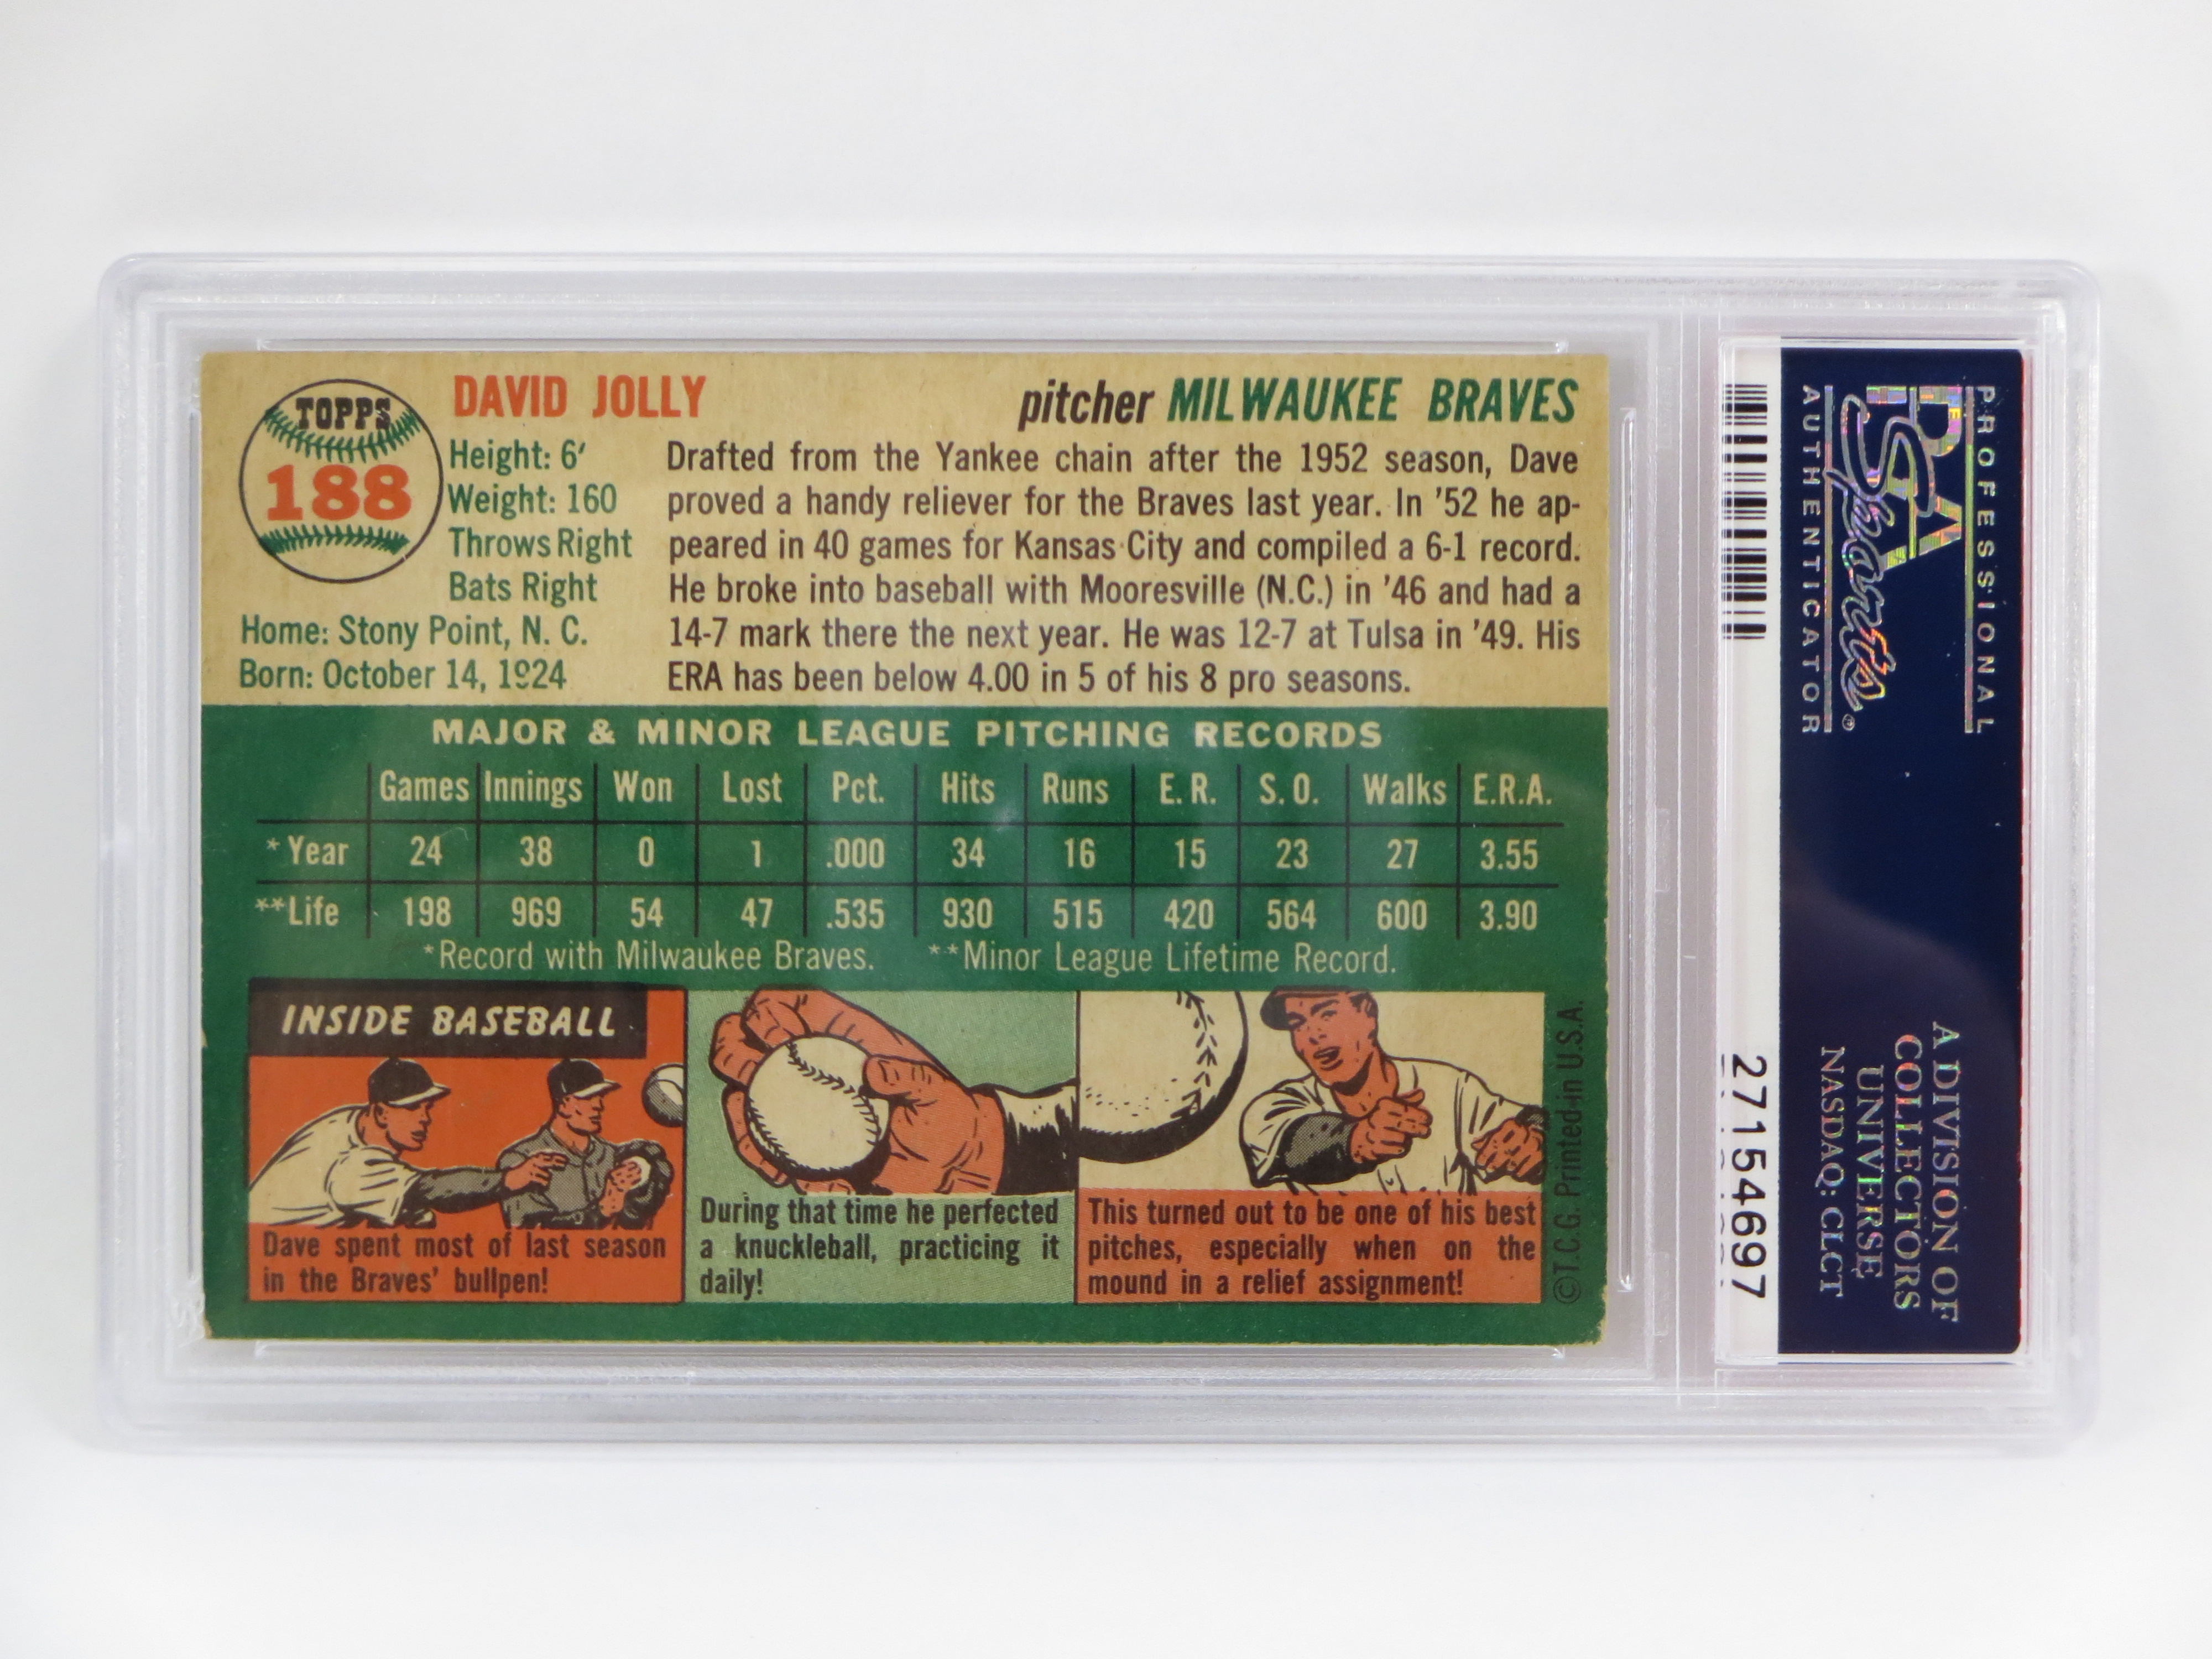 TOPPS
188
DAVID JOLLY
pitcher MILWAUKEE BRAVES
Height: 6'
Weight: 160
Throws Right
Bats Right
Home: Stony Point, N. C.
Born: October 14, 1924
Drafted from the Yankee chain after the 1952 season, Dave
proved a handy reliever for the Braves last year. In '52 he ap-
peared in 40 games for Kansas City and compiled a 6-1 record.
He broke into baseball with Mooresville (N.C.) in '46 and had a
14-7 mark there the next year. He was 12-7 at Tulsa in '49. His
ERA has been below 4.00 in 5 of his 8 pro seasons.
MAJOR & MINOR LEAGUE PITCHING RECORDS
Games Innings Won Lost Pct. Hits Runs E. R. S. O. Walks E.R.A.
* Year 24 38 0 1 .000 34 16 15 23 27 3.55
**Life 198 969 54 47 .535 930 515 420 564 600 3.90
*Record with Milwaukee Braves. **Minor League Lifetime Record.
INSIDE BASEBALL
Dave spent most of last season
in the Braves' bullpen!
During that time he perfected
a knuckleball, practicing it
daily!
This turned out to be one of his best
pitches, especially when on the
mound in a relief assignment!
©T.C.G. Printed in U.S.A.
PROFESSIONAL
PSA
Sports®
AUTHENTICATOR
A DIVISION OF
COLLECTORS
UNIVERSE
NASDAQ: CLCT
27154697